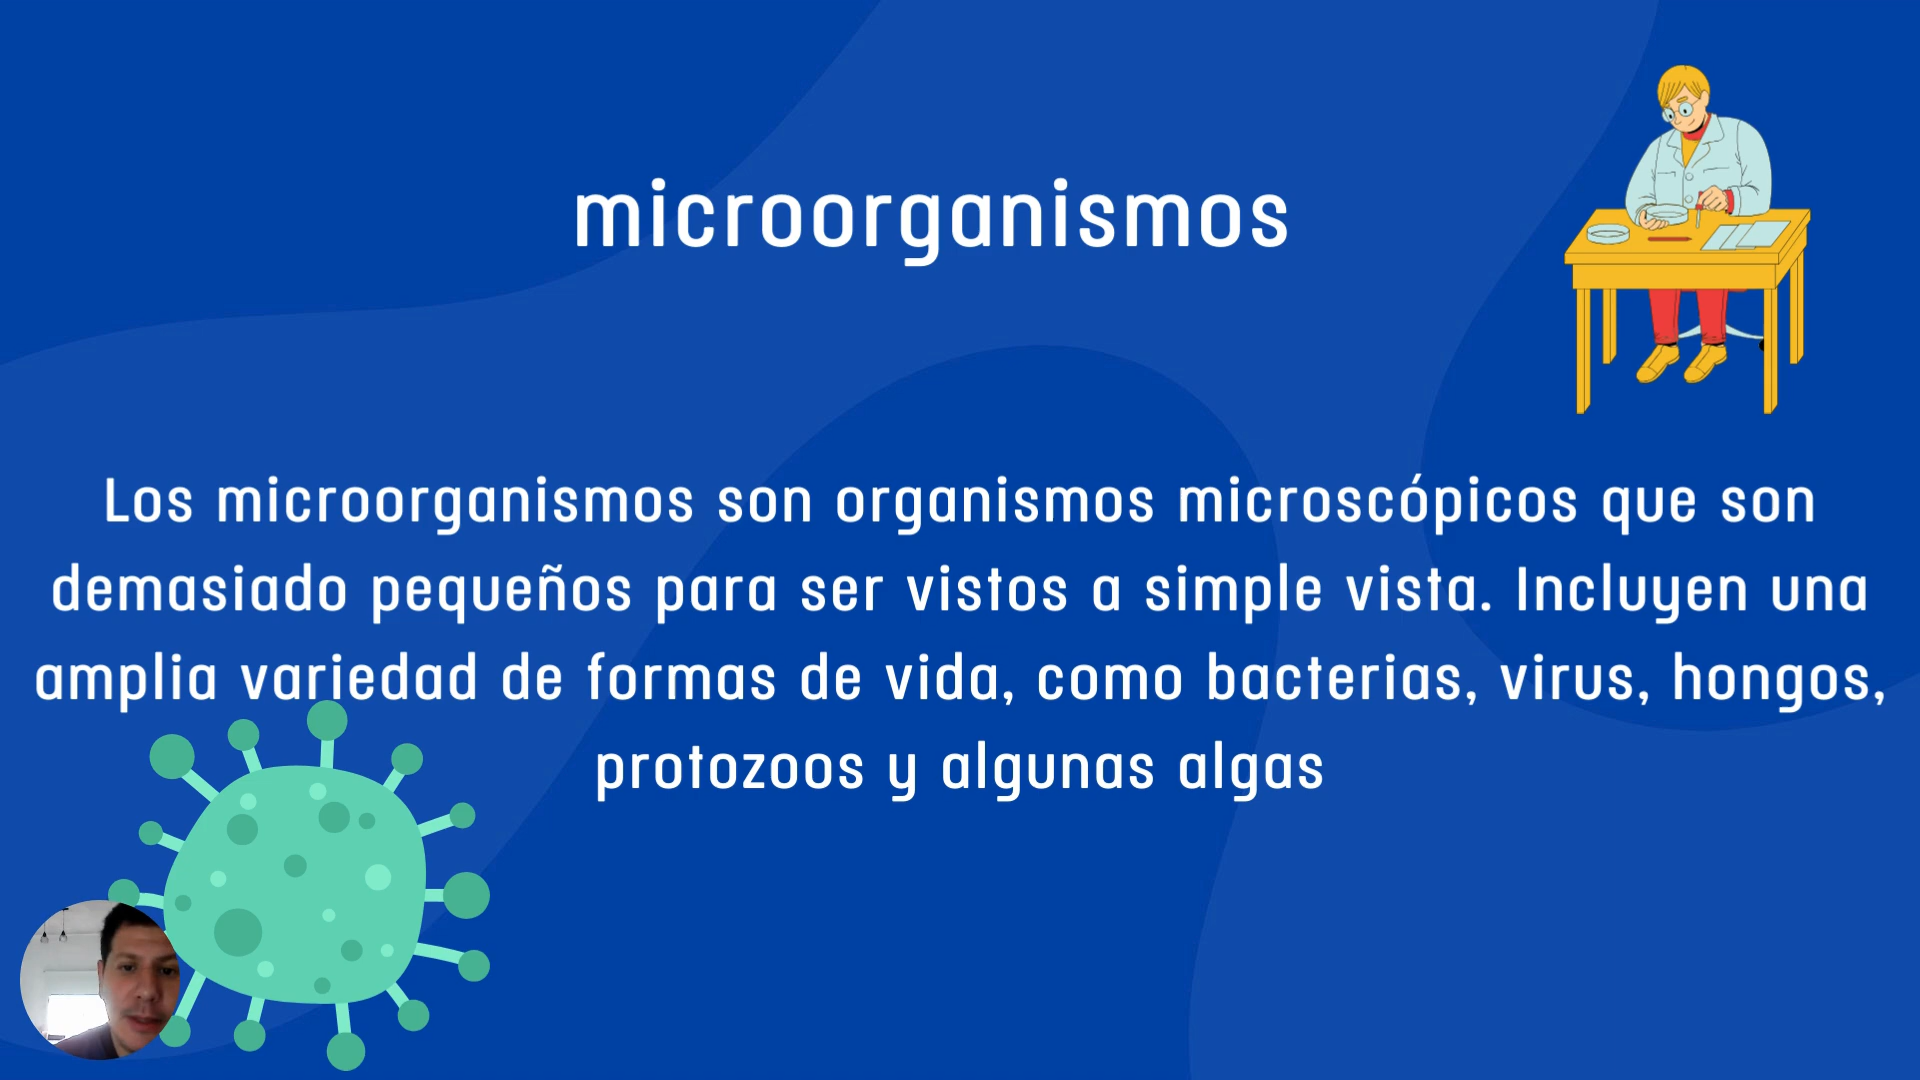 microorganismos
Los microorganismos son organismos microscópicos que son
demasiado pequeños para ser vistos a simple vista. Incluyen una
amplia variedad de formas de vida, como bacterias, virus, hongos,
protozoos y algunas algas